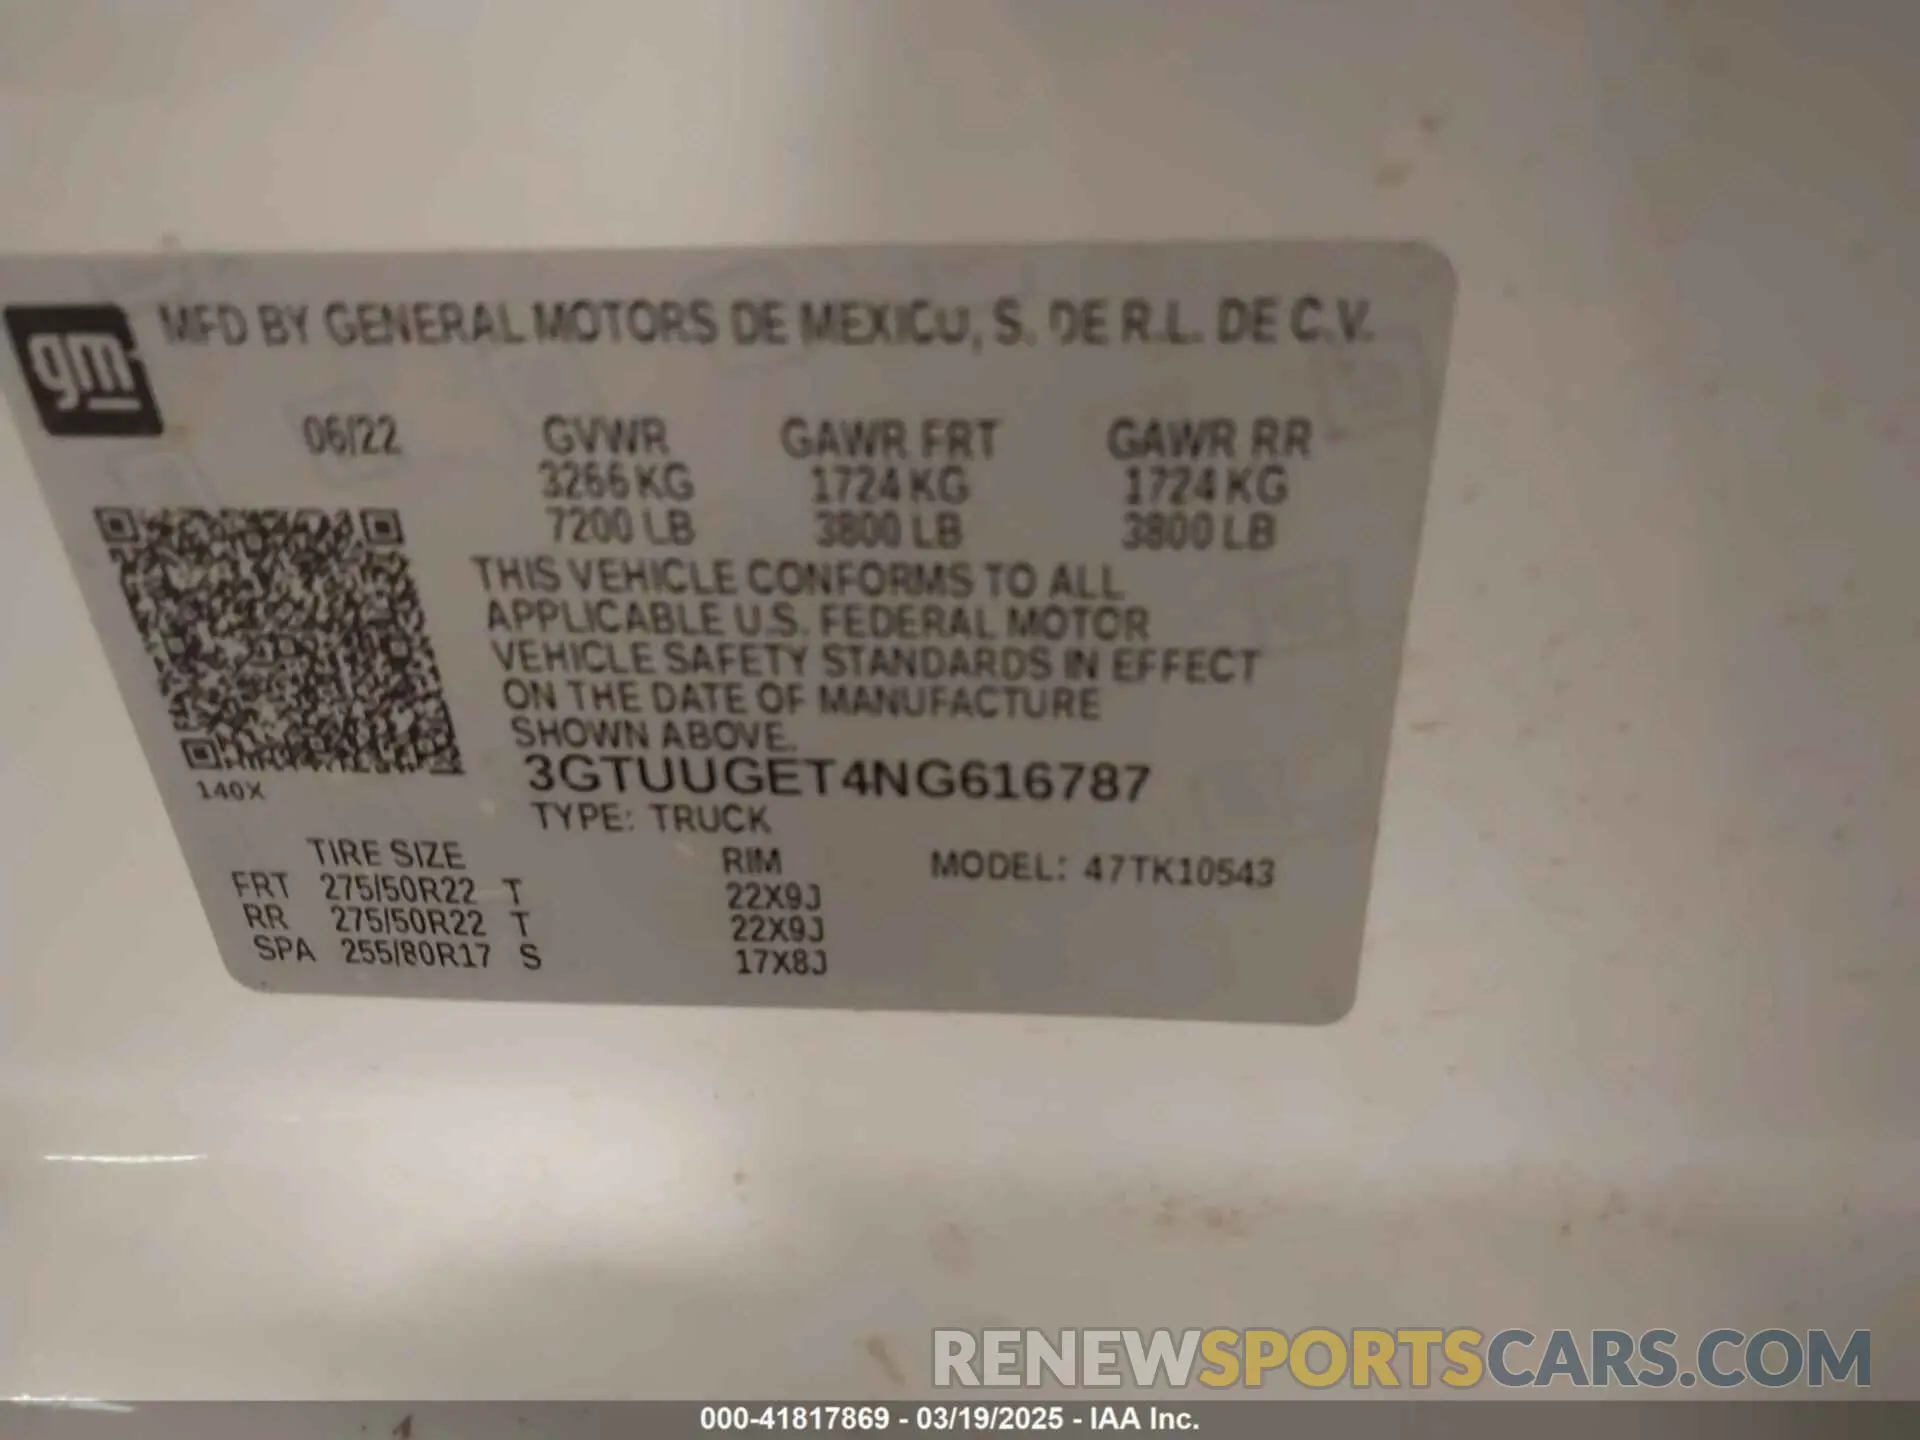 gm
MFD BY GENERAL MOTORS DE MEXICO, S. DE R.L. DE C.V.
06/22 GVWR GAWR FRT GAWR RR
3266 KG 1724 KG 1724 KG
7200 LB 3800 LB 3800 LB
THIS VEHICLE CONFORMS TO ALL
APPLICABLE U.S. FEDERAL MOTOR
VEHICLE SAFETY STANDARDS IN EFFECT
ON THE DATE OF MANUFACTURE
SHOWN ABOVE.
3GTUUGET4NG616787
140X
TYPE: TRUCK
TIRE SIZE RIM MODEL: 47TK10543
FRT 275/50R22 T 22X9J
RR 275/50R22 T 22X9J
SPA 255/80R17 S 17X8J
RENEWSPORTSCARS.COM
000-41817869 - 03/19/2025 - IAA Inc.